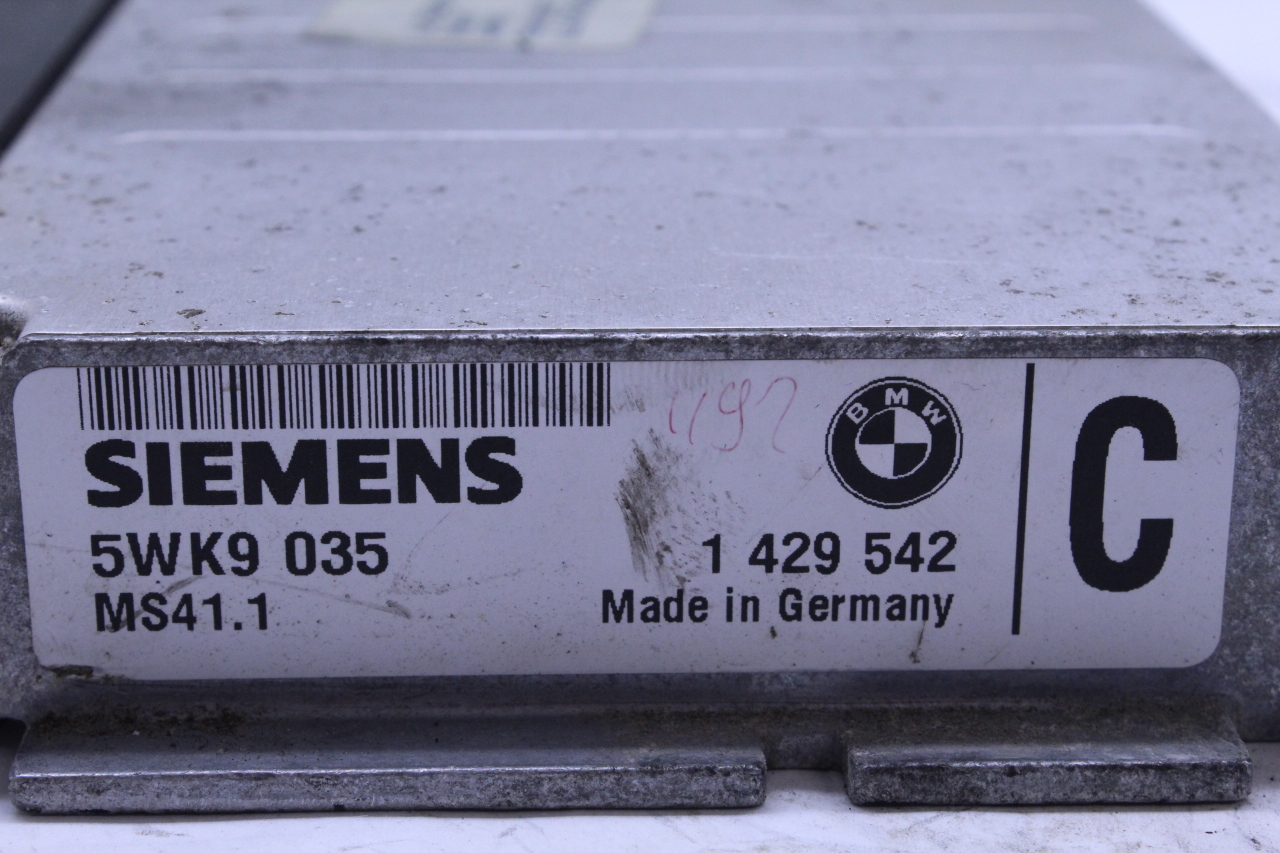 SIEMENS
5WK9 035
MS41.1
BMW
1 429 542
Made in Germany
C